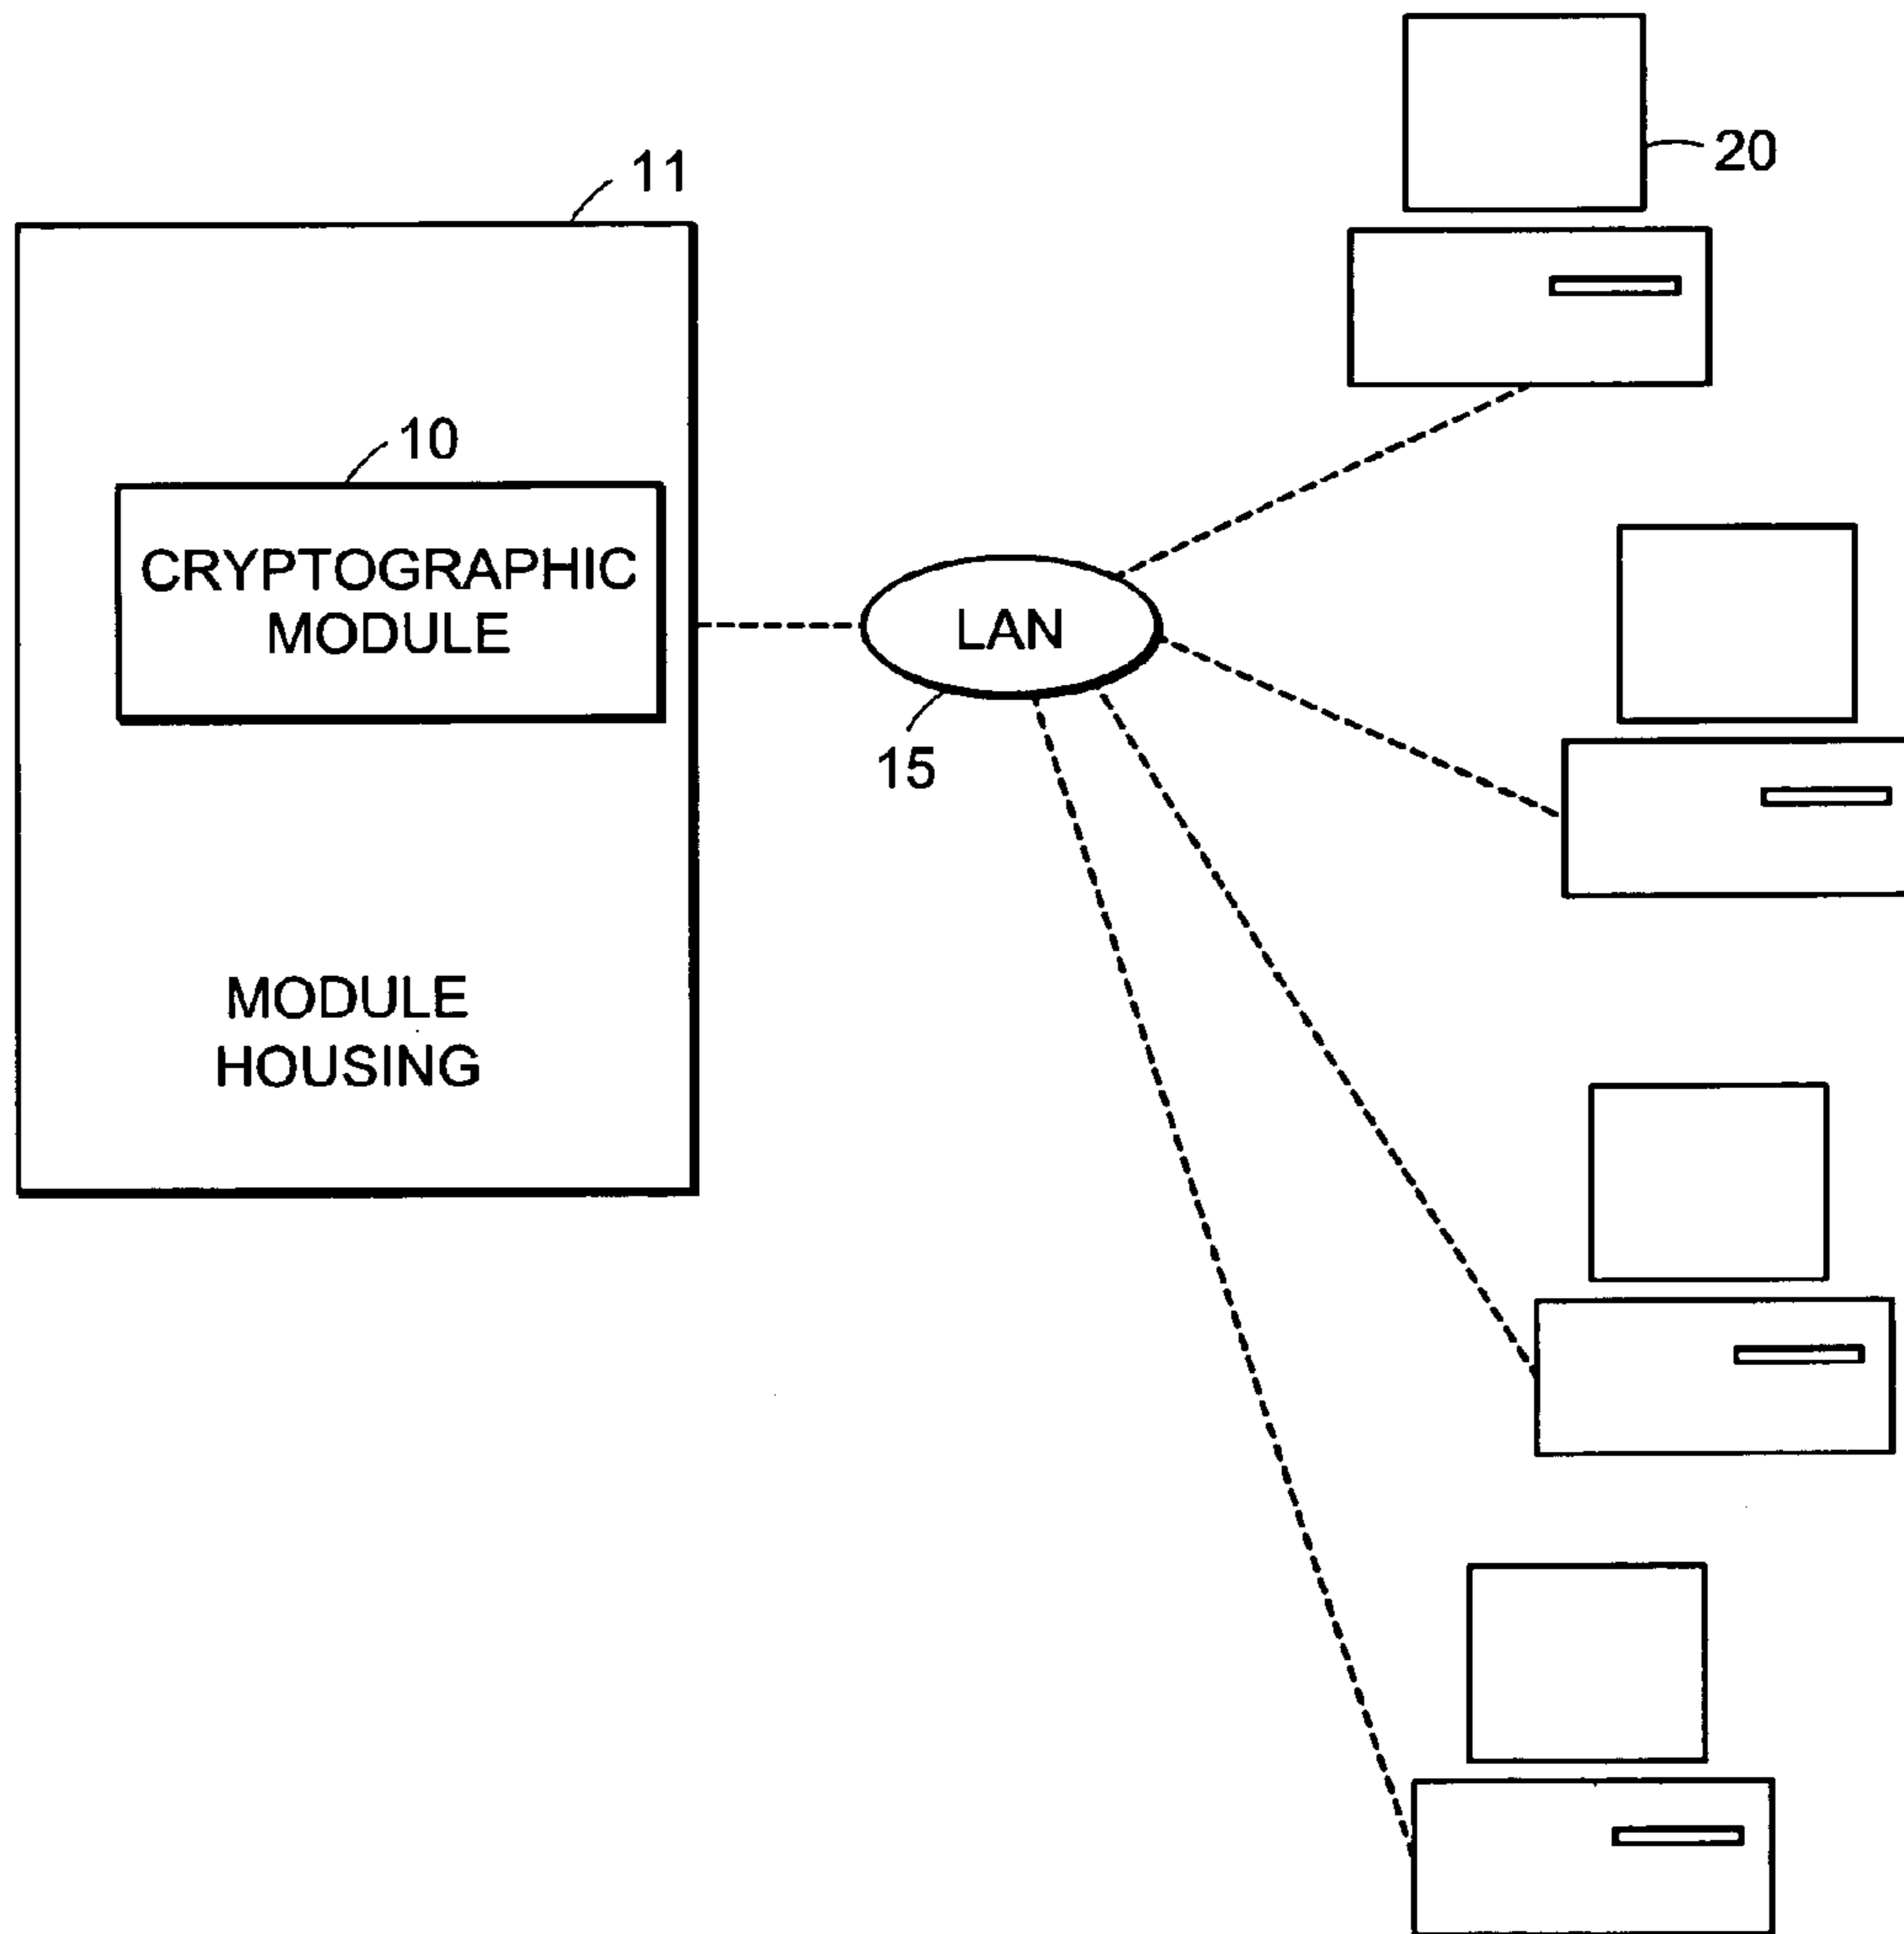 11
20
10
CRYPTOGRAPHIC
MODULE
LAN
15
MODULE
HOUSING